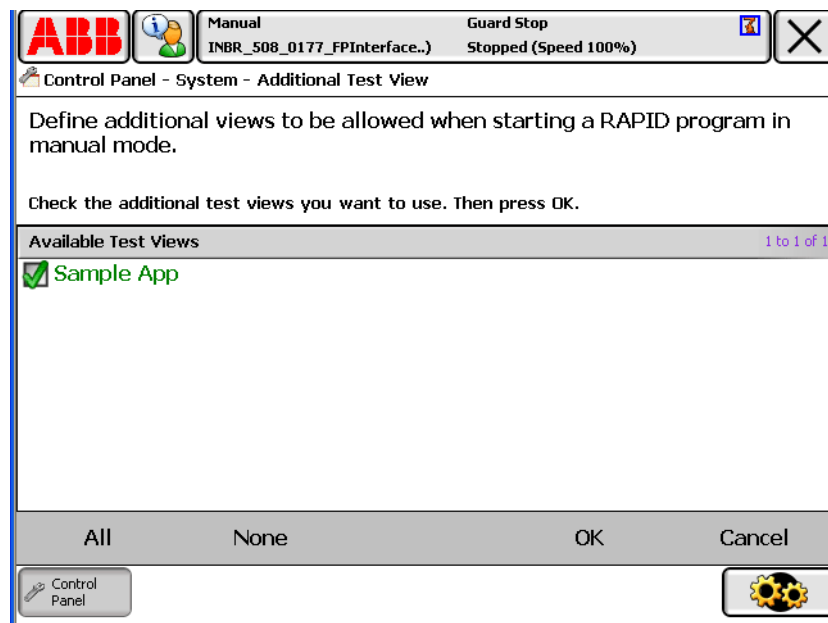 ABB
Manual
INBR_508_0177_FPInterface..)
Guard Stop
Stopped (Speed 100%)
Control Panel - System - Additional Test View
Define additional views to be allowed when starting a RAPID program in
manual mode.
Check the additional test views you want to use. Then press OK.
Available Test Views
1 to 1 of 1
Sample App
All
None
OK
Cancel
Control
Panel